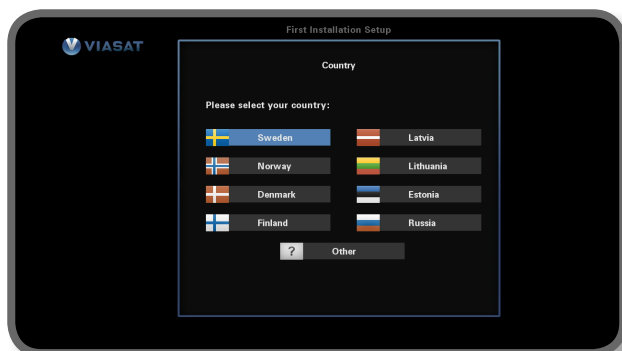 First Installation Setup
VIASAT
Country
Please select your country:
Sweden
Latvia
Norway
Lithuania
Denmark
Estonia
Finland
Russia
? Other